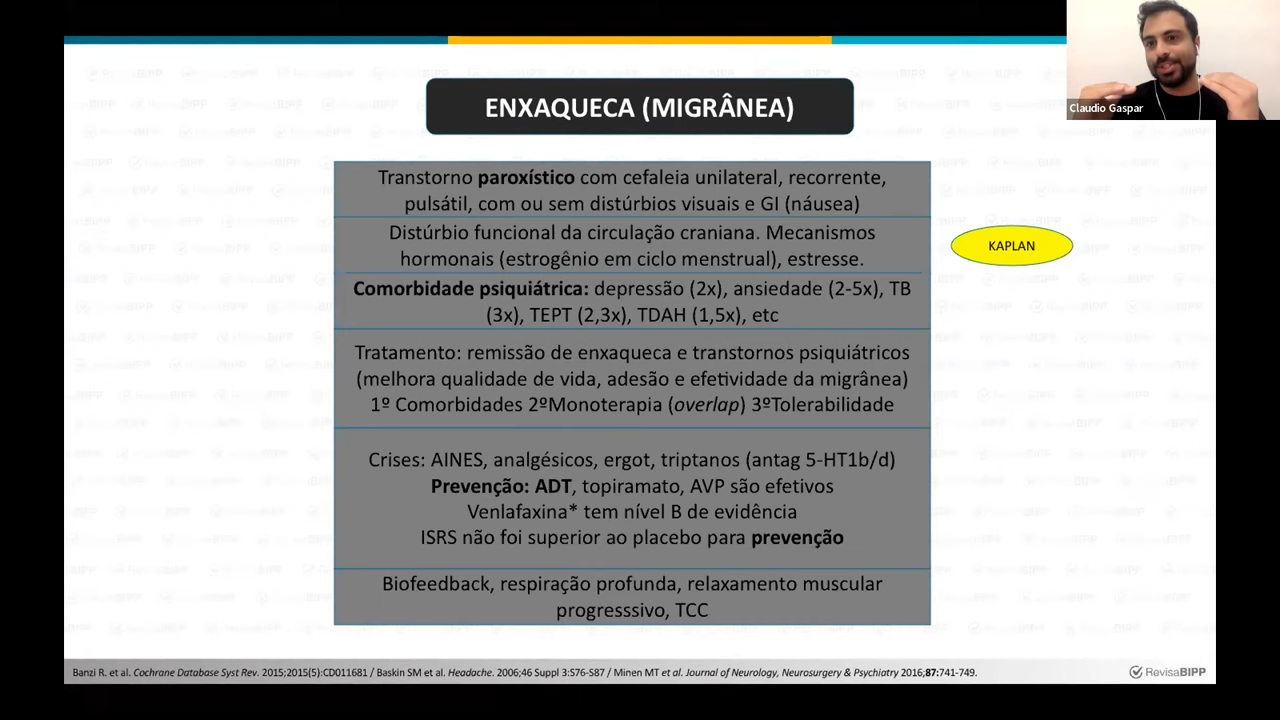 Claudio Gaspar
ENXAQUECA (MIGRÂNEA)
Transtorno paroxístico com cefaleia unilateral, recorrente,
pulsátil, com ou sem distúrbios visuais e GI (náusea)
Distúrbio funcional da circulação craniana. Mecanismos
hormonais (estrogênio em ciclo menstrual), estresse.
KAPLAN
Comorbidade psiquiátrica: depressão (2x), ansiedade (2-5x), TB
(3x), TEPT (2,3x), TDAH (1,5x), etc
Tratamento: remissão de enxaqueca e transtornos psiquiátricos
(melhora qualidade de vida, adesão e efetividade da migrânea)
1º Comorbidades 2ºMonoterapia (overlap) 3ºTolerabilidade
Crises: AINES, analgésicos, ergot, triptanos (antag 5-HT1b/d)
Prevenção: ADT, topiramato, AVP são efetivos
Venlafaxina* tem nível B de evidência
ISRS não foi superior ao placebo para prevenção
Biofeedback, respiração profunda, relaxamento muscular
progresssivo, TCC
Banzi R. et al. Cochrane Database Syst Rev. 2015;2015(5):CD011681 / Baskin SM et al. Headache. 2006;46 Suppl 3:S76-S87 / Minen MT et al. Journal of Neurology, Neurosurgery & Psychiatry 2016;87:741-749.
RevisaBIPP